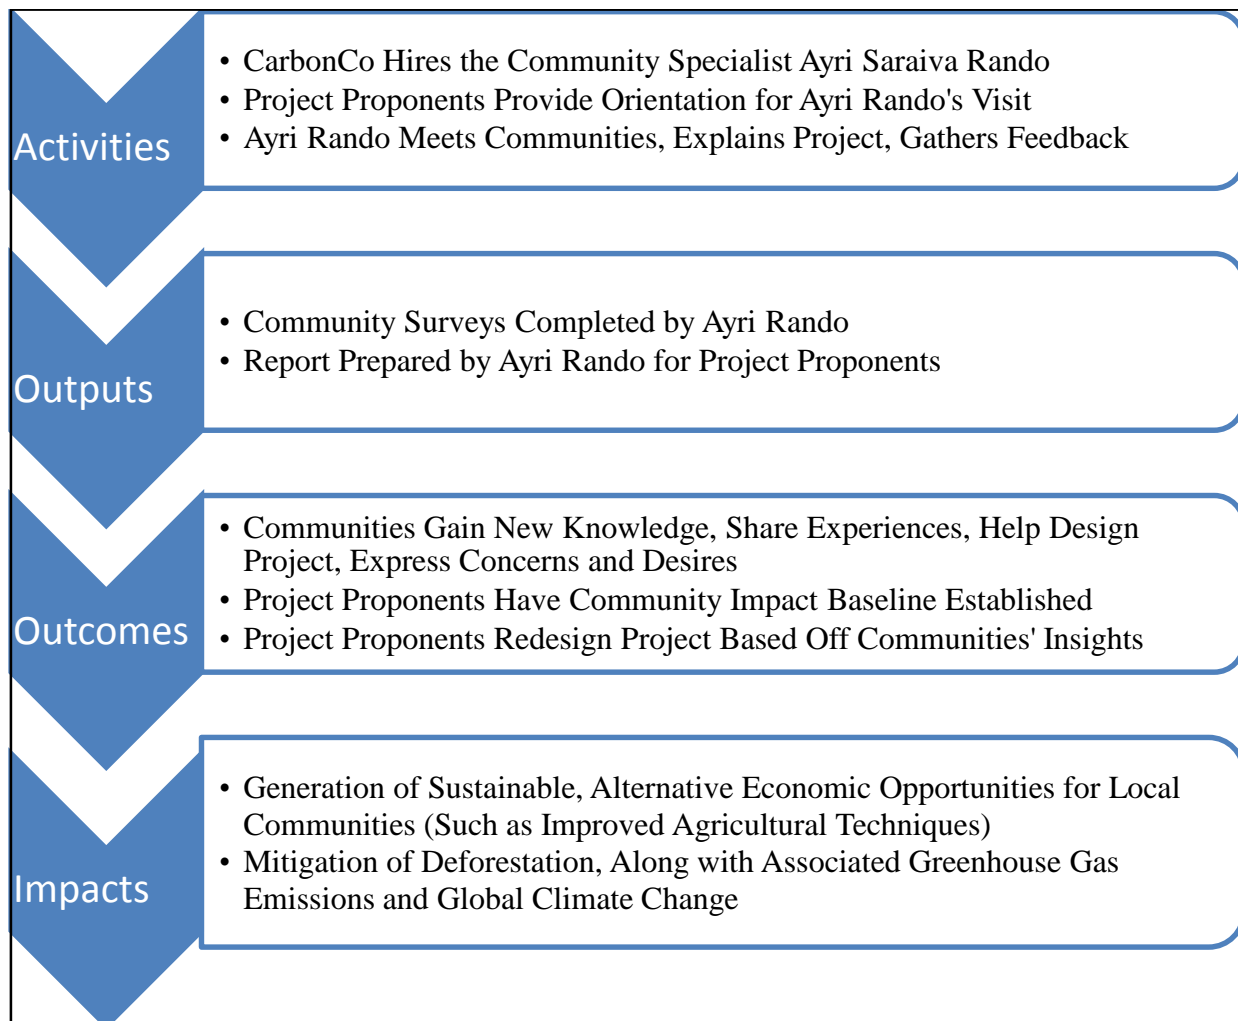 Activities
• CarbonCo Hires the Community Specialist Ayri Saraiva Rando
• Project Proponents Provide Orientation for Ayri Rando's Visit
• Ayri Rando Meets Communities, Explains Project, Gathers Feedback
Outputs
• Community Surveys Completed by Ayri Rando
• Report Prepared by Ayri Rando for Project Proponents
Outcomes
• Communities Gain New Knowledge, Share Experiences, Help Design
Project, Express Concerns and Desires
• Project Proponents Have Community Impact Baseline Established
• Project Proponents Redesign Project Based Off Communities' Insights
Impacts
• Generation of Sustainable, Alternative Economic Opportunities for Local
Communities (Such as Improved Agricultural Techniques)
• Mitigation of Deforestation, Along with Associated Greenhouse Gas
Emissions and Global Climate Change